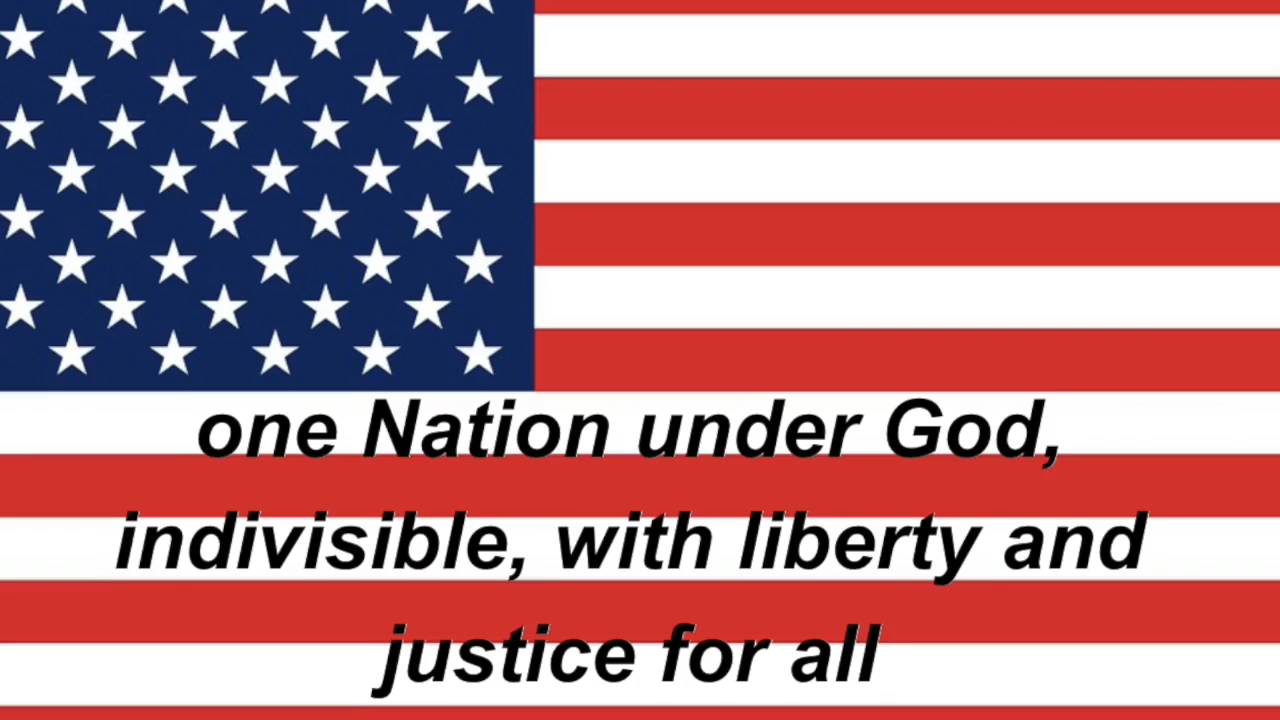 one Nation under God,
indivisible, with liberty and
justice for all